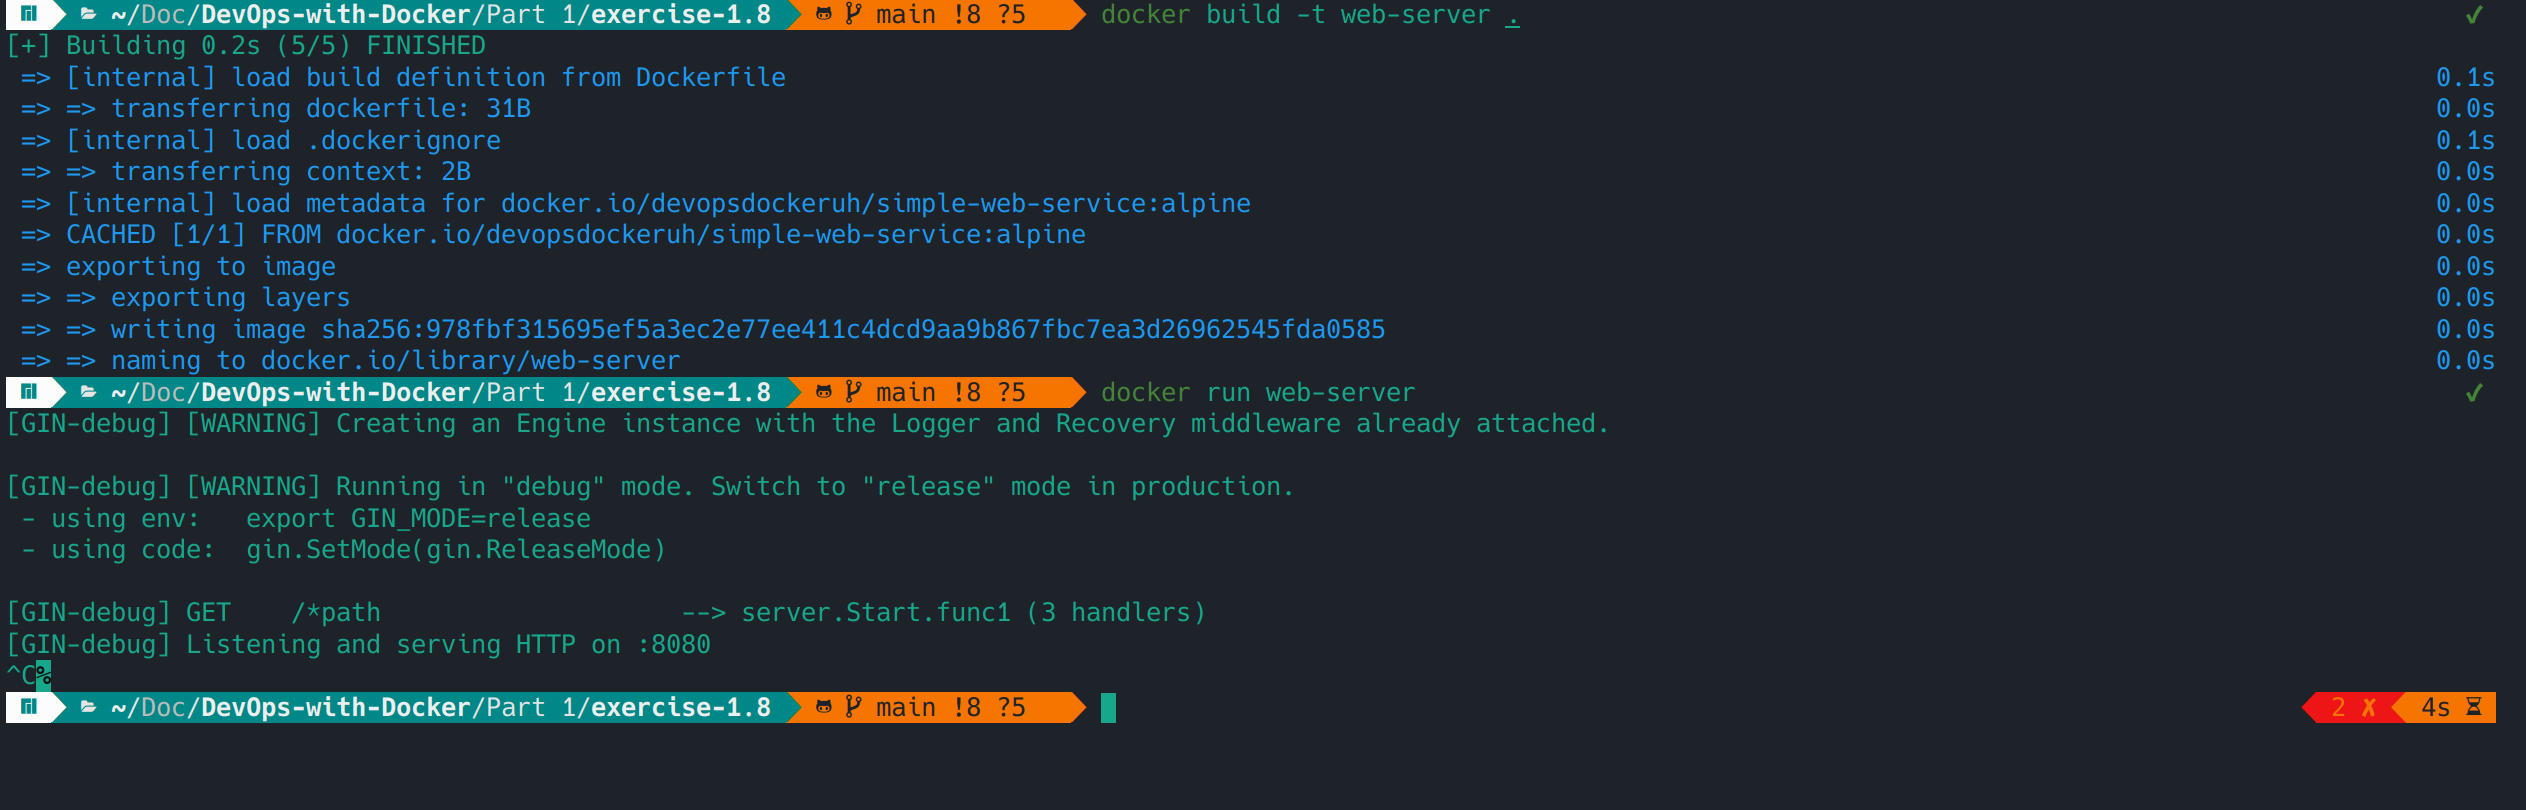 ~/Doc/DevOps-with-Docker/Part 1/exercise-1.8 main !8 ?5 docker build -t web-server . ✓
[+] Building 0.2s (5/5) FINISHED
=> [internal] load build definition from Dockerfile 0.1s
=> => transferring dockerfile: 31B 0.0s
=> [internal] load .dockerignore 0.1s
=> => transferring context: 2B 0.0s
=> [internal] load metadata for docker.io/devopsdockeruh/simple-web-service:alpine 0.0s
=> CACHED [1/1] FROM docker.io/devopsdockeruh/simple-web-service:alpine 0.0s
=> exporting to image 0.0s
=> => exporting layers 0.0s
=> => writing image sha256:978fbf315695ef5a3ec2e77ee411c4dcd9aa9b867fbc7ea3d26962545fda0585 0.0s
=> => naming to docker.io/library/web-server 0.0s
~/Doc/DevOps-with-Docker/Part 1/exercise-1.8 main !8 ?5 docker run web-server ✓
[GIN-debug] [WARNING] Creating an Engine instance with the Logger and Recovery middleware already attached.
[GIN-debug] [WARNING] Running in "debug" mode. Switch to "release" mode in production.
- using env:   export GIN_MODE=release
- using code:  gin.SetMode(gin.ReleaseMode)
[GIN-debug] GET    /*path                    --> server.Start.func1 (3 handlers)
[GIN-debug] Listening and serving HTTP on :8080
^C%
~/Doc/DevOps-with-Docker/Part 1/exercise-1.8 main !8 ?5 2 ✗ 4s